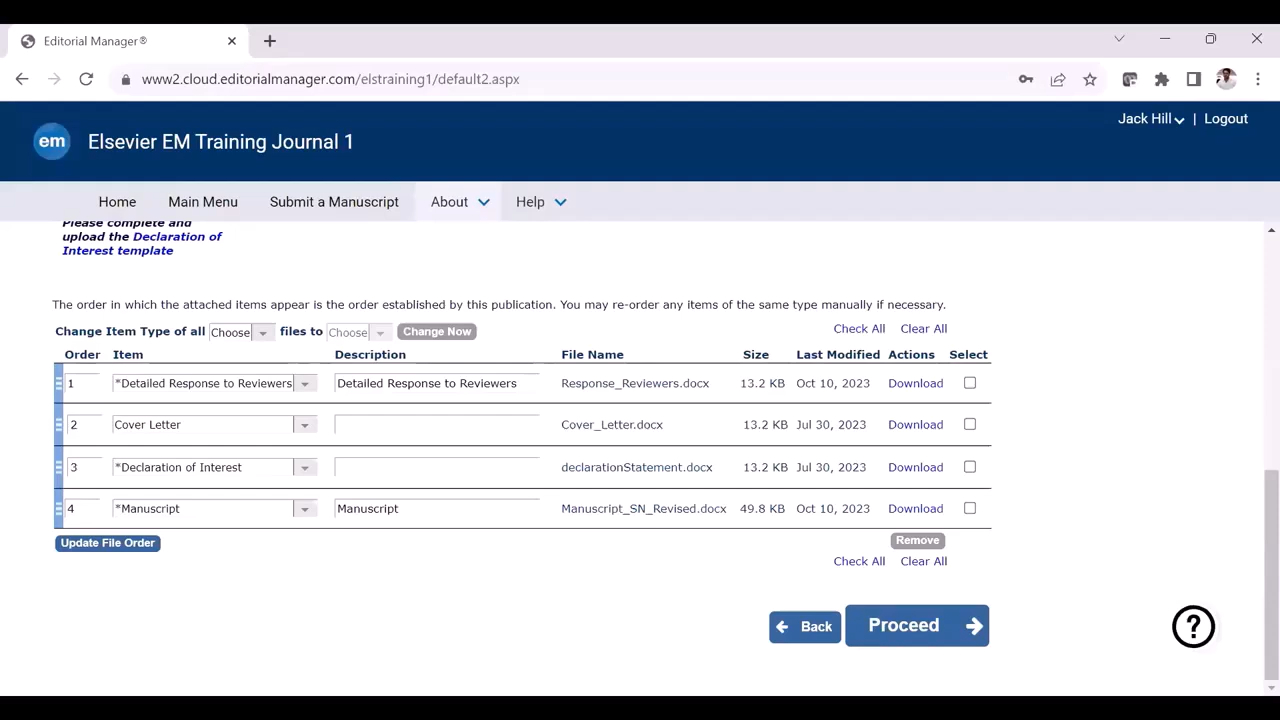 Editorial Manager®
www2.cloud.editorialmanager.com/elstraining1/default2.aspx
Jack Hill | Logout
em Elsevier EM Training Journal 1
Home Main Menu Submit a Manuscript About Help
Please complete and
upload the Declaration of
Interest template
The order in which the attached items appear is the order established by this publication. You may re-order any items of the same type manually if necessary.
Change Item Type of all Choose files to Choose Change Now Check All Clear All
Order Item Description File Name Size Last Modified Actions Select
1 *Detailed Response to Reviewers Detailed Response to Reviewers Response_Reviewers.docx 13.2 KB Oct 10, 2023 Download
2 Cover Letter Cover_Letter.docx 13.2 KB Jul 30, 2023 Download
3 *Declaration of Interest declarationStatement.docx 13.2 KB Jul 30, 2023 Download
4 *Manuscript Manuscript Manuscript_SN_Revised.docx 49.8 KB Oct 10, 2023 Download
Update File Order Remove
Check All Clear All
Back Proceed
?